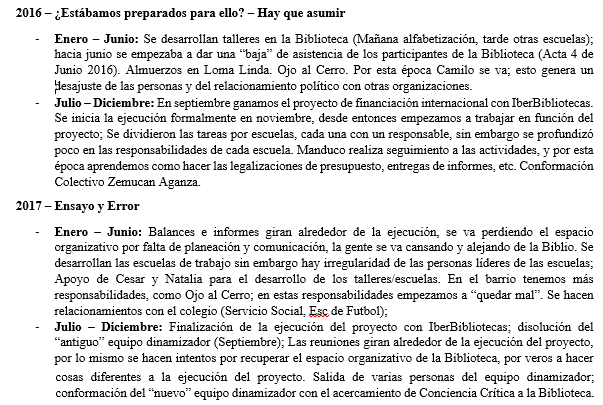 2016 – ¿Estábamos preparados para ello? – Hay que asumir
- Enero – Junio: Se desarrollan talleres en la Biblioteca (Mañana alfabetización, tarde otras escuelas);
hacia junio se empezaba a dar una “baja” de asistencia de los participantes de la Biblioteca (Acta 4 de
Junio 2016). Almuerzos en Loma Linda. Ojo al Cerro. Por esta época Camilo se va; esto genera un
desajuste de las personas y del relacionamiento político con otras organizaciones.
- Julio – Diciembre: En septiembre ganamos el proyecto de financiación internacional con IberBibliotecas.
Se inicia la ejecución formalmente en noviembre, desde entonces empezamos a trabajar en función del
proyecto; Se dividieron las tareas por escuelas, cada una con un responsable, sin embargo se profundizó
poco en las responsabilidades de cada escuela. Manduco realiza seguimiento a las actividades, y por esta
época aprendemos como hacer las legalizaciones de presupuesto, entregas de informes, etc. Conformación
Colectivo Zemucan Aganza.
2017 – Ensayo y Error
- Enero – Junio: Balances e informes giran alrededor de la ejecución, se va perdiendo el espacio
organizativo por falta de planeación y comunicación, la gente se va cansando y alejando de la Biblio. Se
desarrollan las escuelas de trabajo sin embargo hay irregularidad de las personas líderes de las escuelas;
Apoyo de Cesar y Natalia para el desarrollo de los talleres/escuelas. En el barrio tenemos más
responsabilidades, como Ojo al Cerro; en estas responsabilidades empezamos a “quedar mal”. Se hacen
relacionamientos con el colegio (Servicio Social, Esc de Futbol);
- Julio – Diciembre: Finalización de la ejecución del proyecto con IberBibliotecas; disolución del
“antiguo” equipo dinamizador (Septiembre); Las reuniones giran alrededor de la ejecución del proyecto,
por lo mismo se hacen intentos por recuperar el espacio organizativo de la Biblioteca, por veros a hacer
cosas diferentes a la ejecución del proyecto. Salida de varias personas del equipo dinamizador;
conformación del “nuevo” equipo dinamizador con el acercamiento de Conciencia Crítica a la Biblioteca.